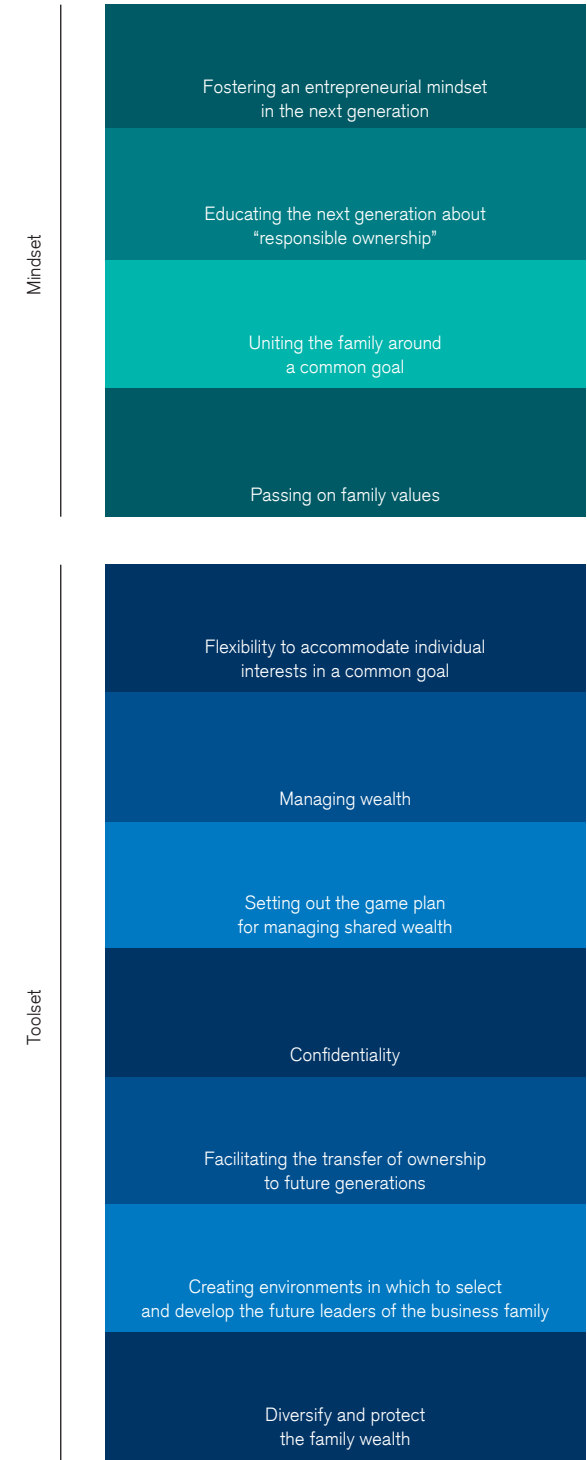 Mindset
Fostering an entrepreneurial mindset
in the next generation
Educating the next generation about
“responsible ownership”
Uniting the family around
a common goal
Passing on family values
Toolset
Flexibility to accommodate individual
interests in a common goal
Managing wealth
Setting out the game plan
for managing shared wealth
Confidentiality
Facilitating the transfer of ownership
to future generations
Creating environments in which to select
and develop the future leaders of the business family
Diversify and protect
the family wealth